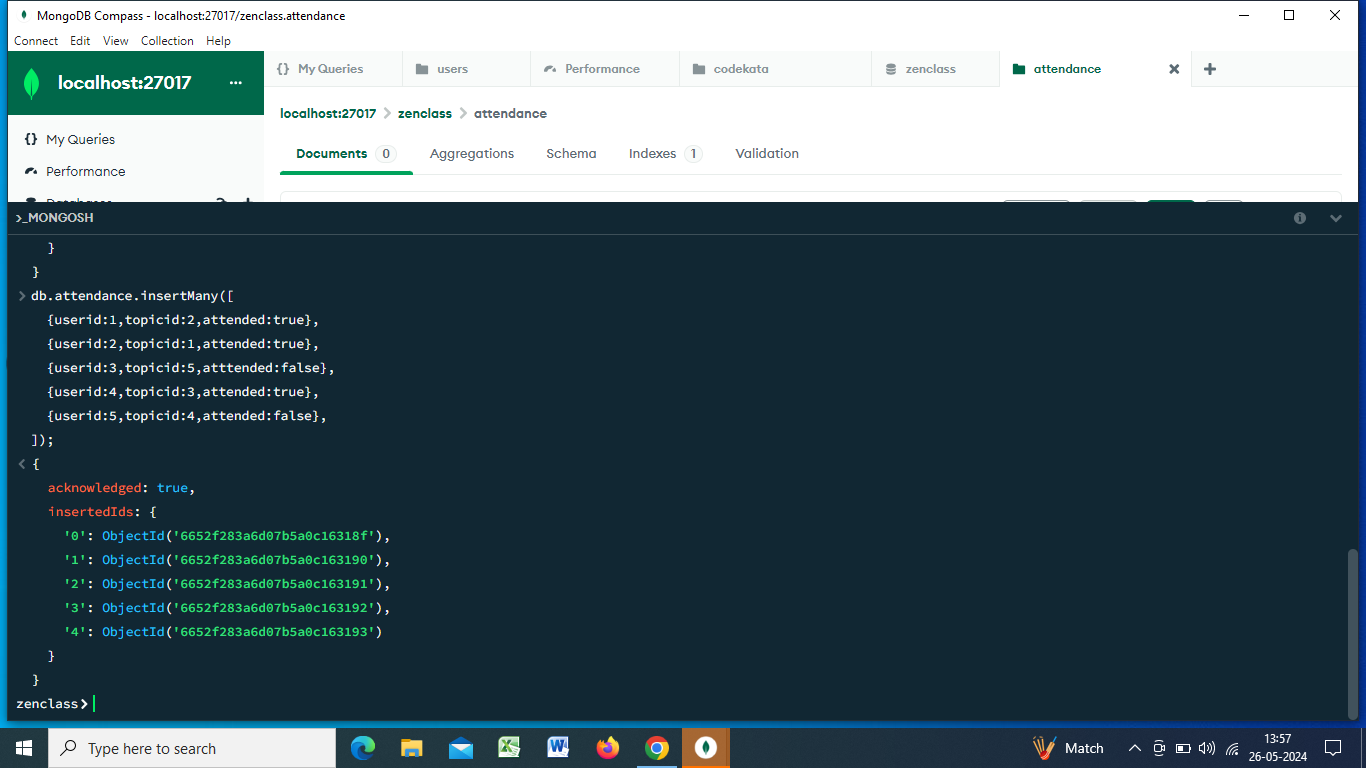 MongoDB Compass - localhost:27017/zenclass.attendance
Connect Edit View Collection Help
localhost:27017 ...
My Queries users Performance codekata zenclass attendance
localhost:27017 > zenclass > attendance
{} My Queries
Documents 0 Aggregations Schema Indexes 1 Validation
Performance
Databases
>_MONGOSH
}
}
> db.attendance.insertMany([
{userid:1,topicid:2,attended:true},
{userid:2,topicid:1,attended:true},
{userid:3,topicid:5,atttended:false},
{userid:4,topicid:3,attended:true},
{userid:5,topicid:4,attended:false},
]);
< {
acknowledged: true,
insertedIds: {
'0': ObjectId('6652f283a6d07b5a0c16318f'),
'1': ObjectId('6652f283a6d07b5a0c163190'),
'2': ObjectId('6652f283a6d07b5a0c163191'),
'3': ObjectId('6652f283a6d07b5a0c163192'),
'4': ObjectId('6652f283a6d07b5a0c163193')
}
}
zenclass>
Type here to search
Match
13:57
26-05-2024